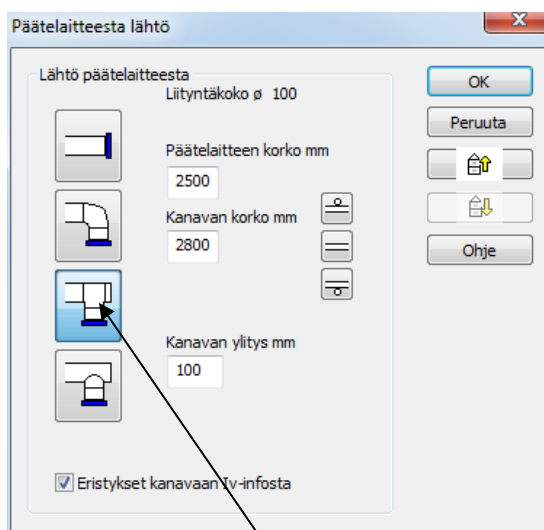 Päätelaitteesta lähtö
Lähtö päätelaitteesta
Liityntäkoko ø 100
Päätelaitteen korko mm
2500
Kanavan korko mm
2800
Kanavan ylitys mm
100
Eristykset kanavaan Iv-infosta
OK
Peruuta
Ohje